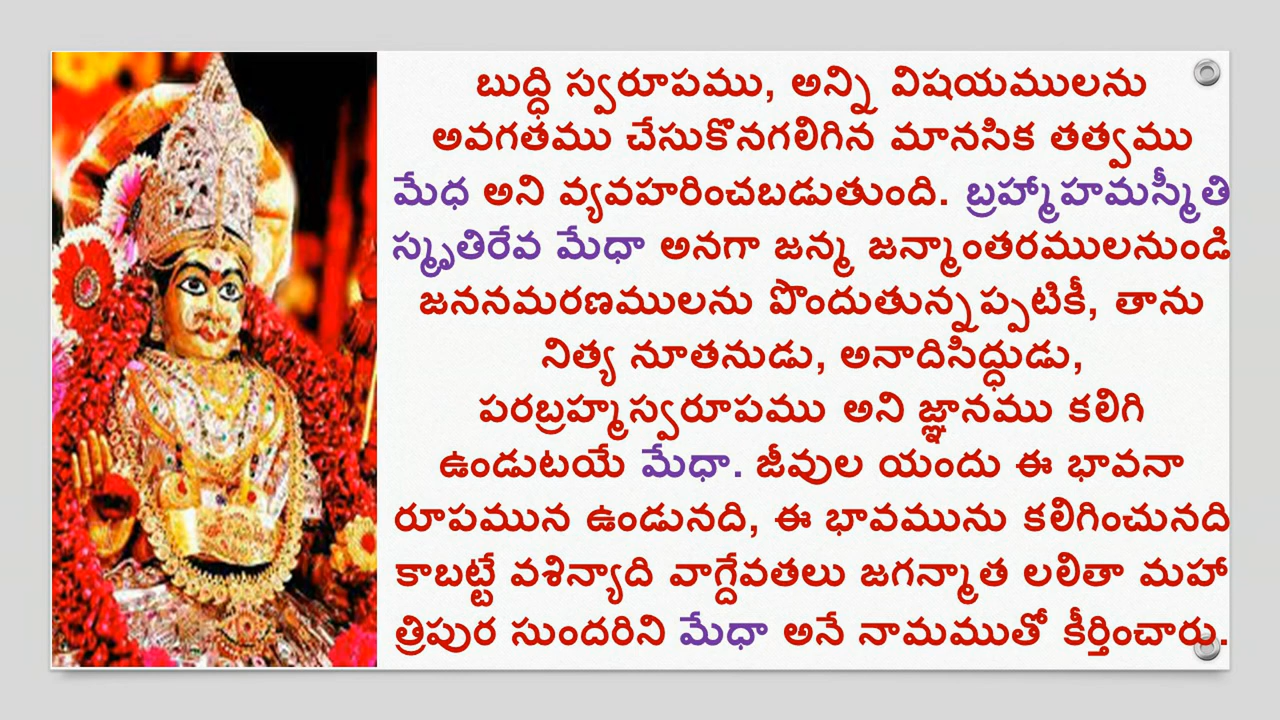 బుద్ధి స్వరూపము, అన్ని విషయములను
అవగతము చేసుకొనగలిగిన మానసిక తత్వము
మేధ అని వ్యవహరించబడుతుంది. బ్రహ్మాహమస్మీతి
స్మృతిరేవ మేధా అనగా జన్మ జన్మాంతరములనుండి
జననమరణములను పొందుతున్నప్పటికీ, తాను
నిత్య నూతనుడు, అనాదిసిద్ధుడు,
పరబ్రహ్మస్వరూపము అని జ్ఞానము కలిగి
ఉండుటయే మేధా. జీవుల యందు ఈ భావనా
రూపమున ఉండునది, ఈ భావమును కలిగించునది
కాబట్టే వశిన్యాది వాగ్దేవతలు జగన్మాత లలితా మహా
త్రిపుర సుందరిని మేధా అనే నామముతో కీర్తించారు.